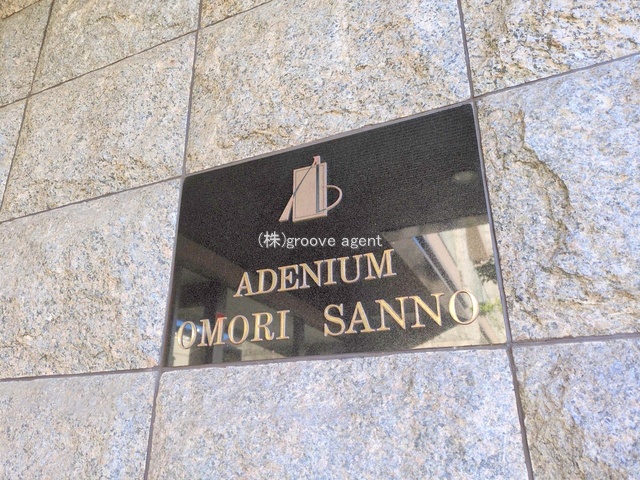 (株)groove agent
ADENIUM
OMORI SANNO